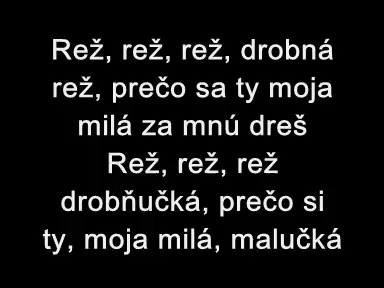 Rež, rež, rež, drobná
rež, prečo sa ty moja
milá za mnú dreš
Rež, rež, rež
drobňučká, prečo si
ty, moja milá, malučká